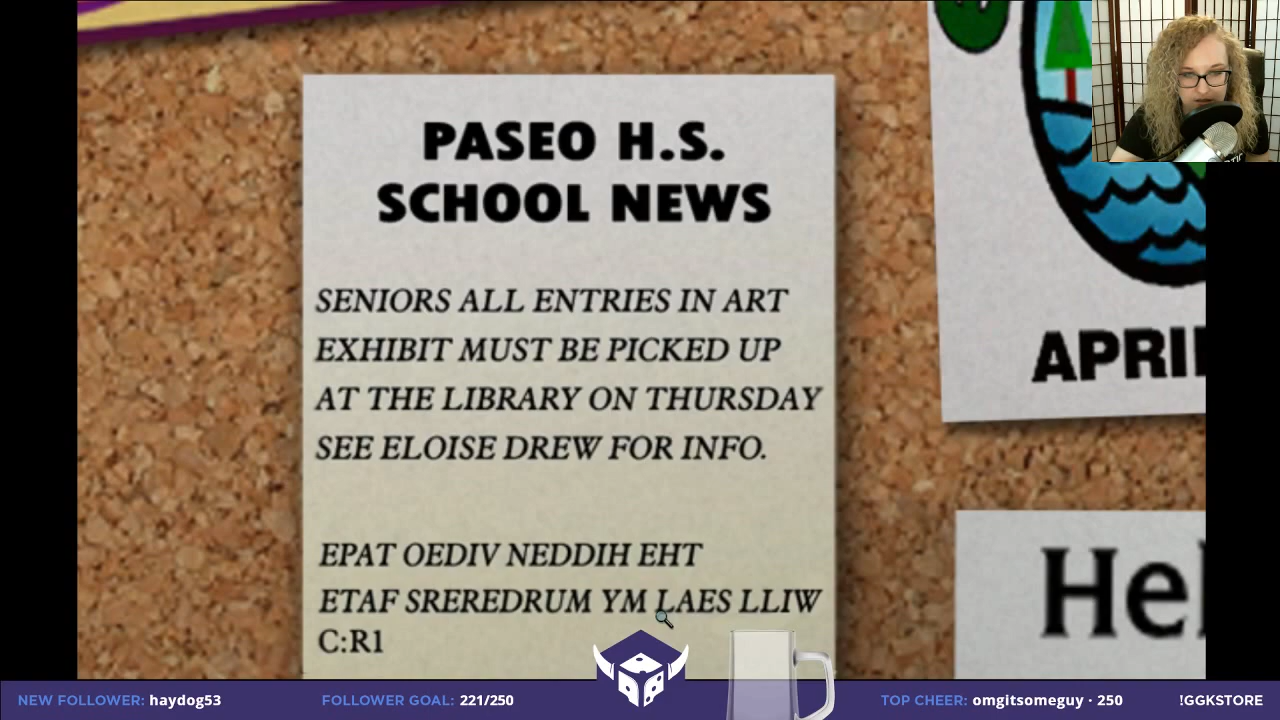 PASEO H.S.
SCHOOL NEWS
SENIORS ALL ENTRIES IN ART
EXHIBIT MUST BE PICKED UP
AT THE LIBRARY ON THURSDAY
SEE ELOISE DREW FOR INFO.
EPAT OEDIV NEDDIH EHT
ETAF SREREDRUM YM LAES LLIW
C:R1
APRIL
Hel
NEW FOLLOWER: haydog53
FOLLOWER GOAL: 221/250
TOP CHEER: omgitsomeguy · 250
!GGKSTORE